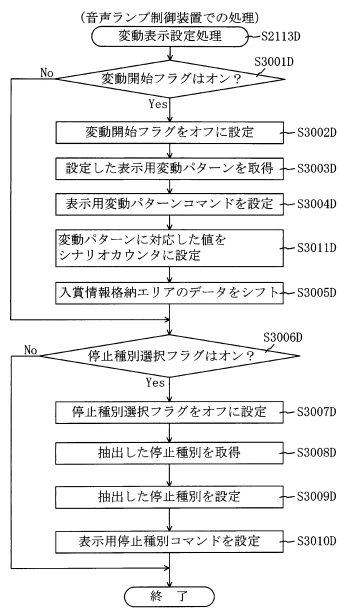 (音声ランプ制御装置での処理)
変動表示設定処理 S2113D
S3001D
No 変動開始フラグはオン?
Yes
変動開始フラグをオフに設定 S3002D
設定した表示用変動パターンを取得 S3003D
表示用変動パターンコマンドを設定 S3004D
変動パターンに対応した値を
シナリオカウンタに設定 S3011D
入賞情報格納エリアのデータをシフト S3005D
S3006D
No 停止種別選択フラグはオン?
Yes
停止種別選択フラグをオフに設定 S3007D
抽出した停止種別を取得 S3008D
抽出した停止種別を設定 S3009D
表示用停止種別コマンドを設定 S3010D
終 了